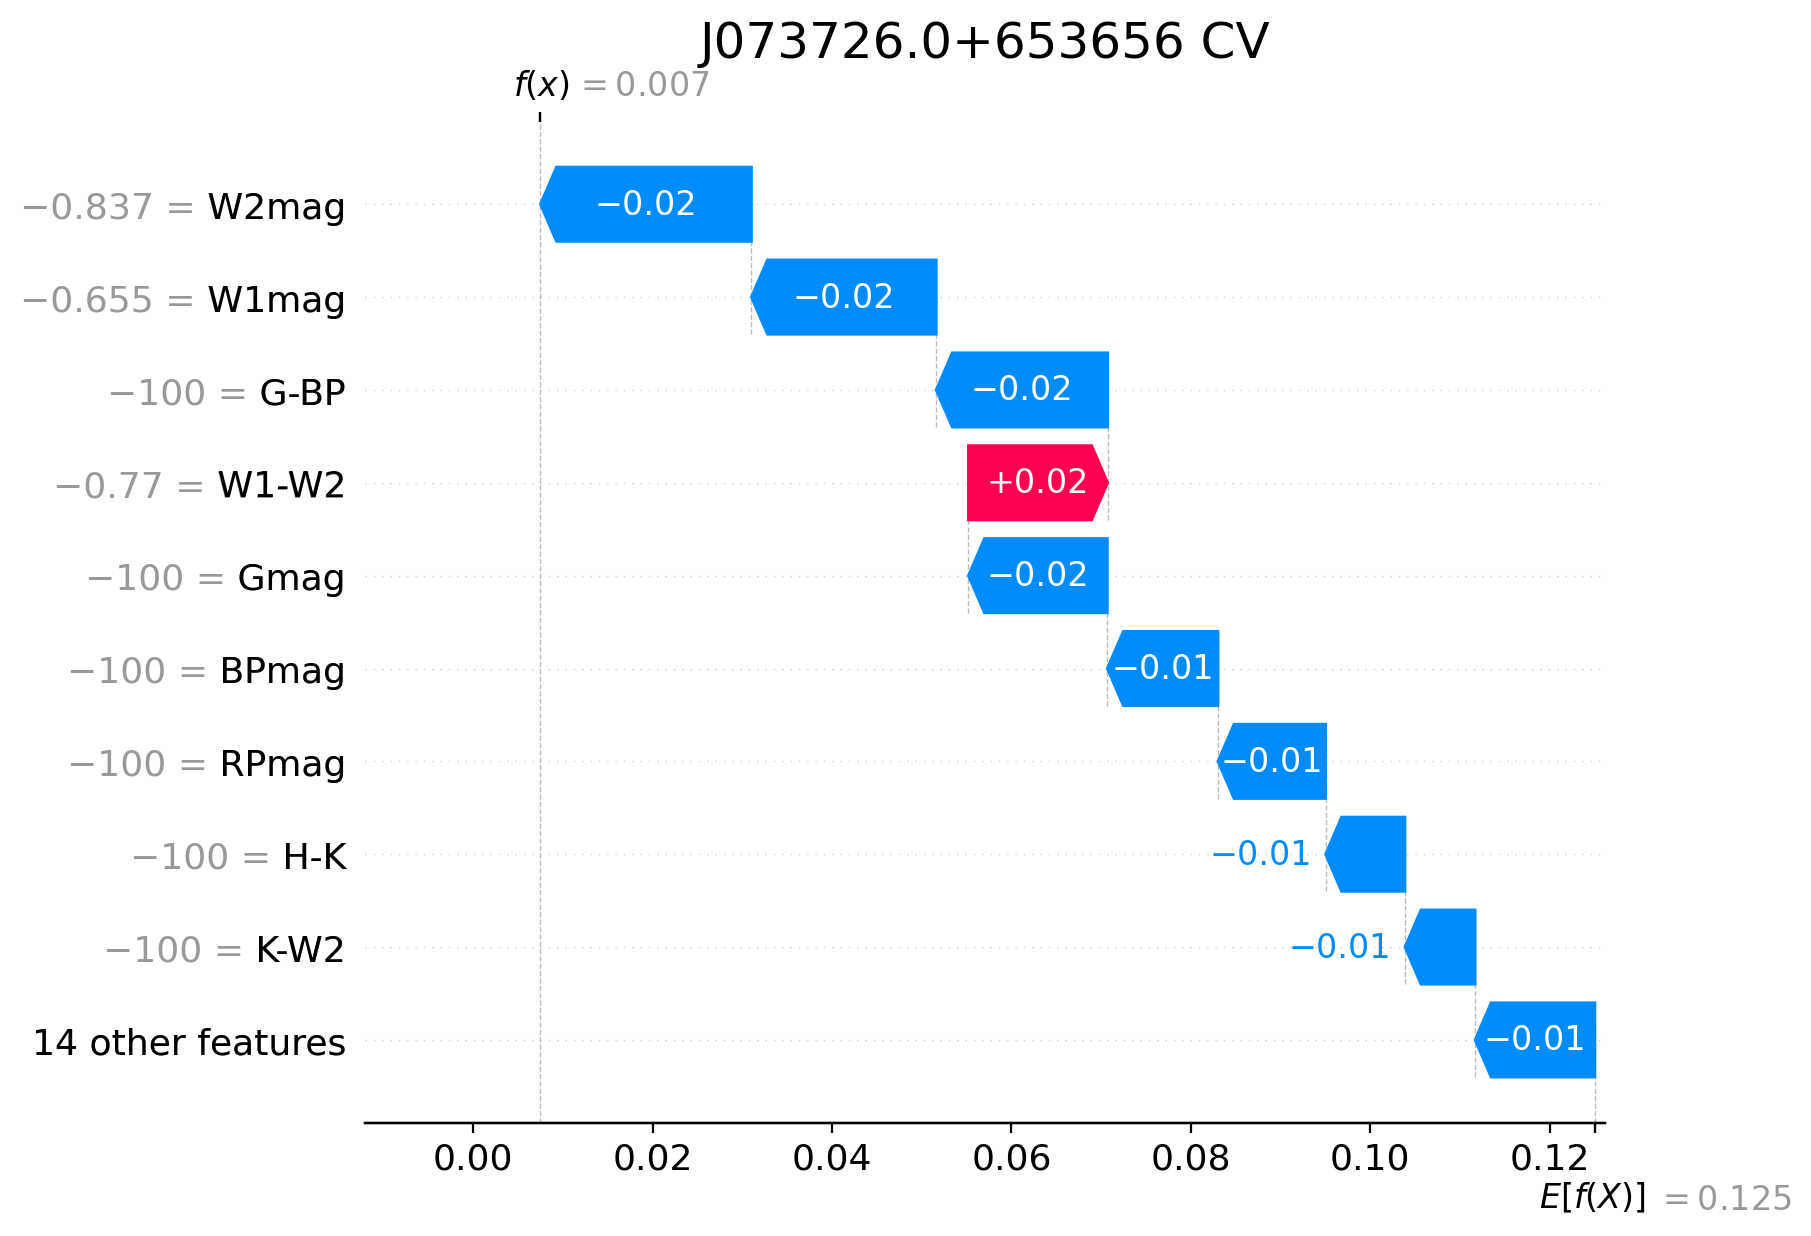 J073726.0+653656 CV
f(x) = 0.007
−0.837 = W2mag −0.02
−0.655 = W1mag −0.02
−100 = G-BP −0.02
−0.77 = W1-W2 +0.02
−100 = Gmag −0.02
−100 = BPmag −0.01
−100 = RPmag −0.01
−100 = H-K −0.01
−100 = K-W2 −0.01
14 other features −0.01
0.00 0.02 0.04 0.06 0.08 0.10 0.12
E[f(X)] = 0.125